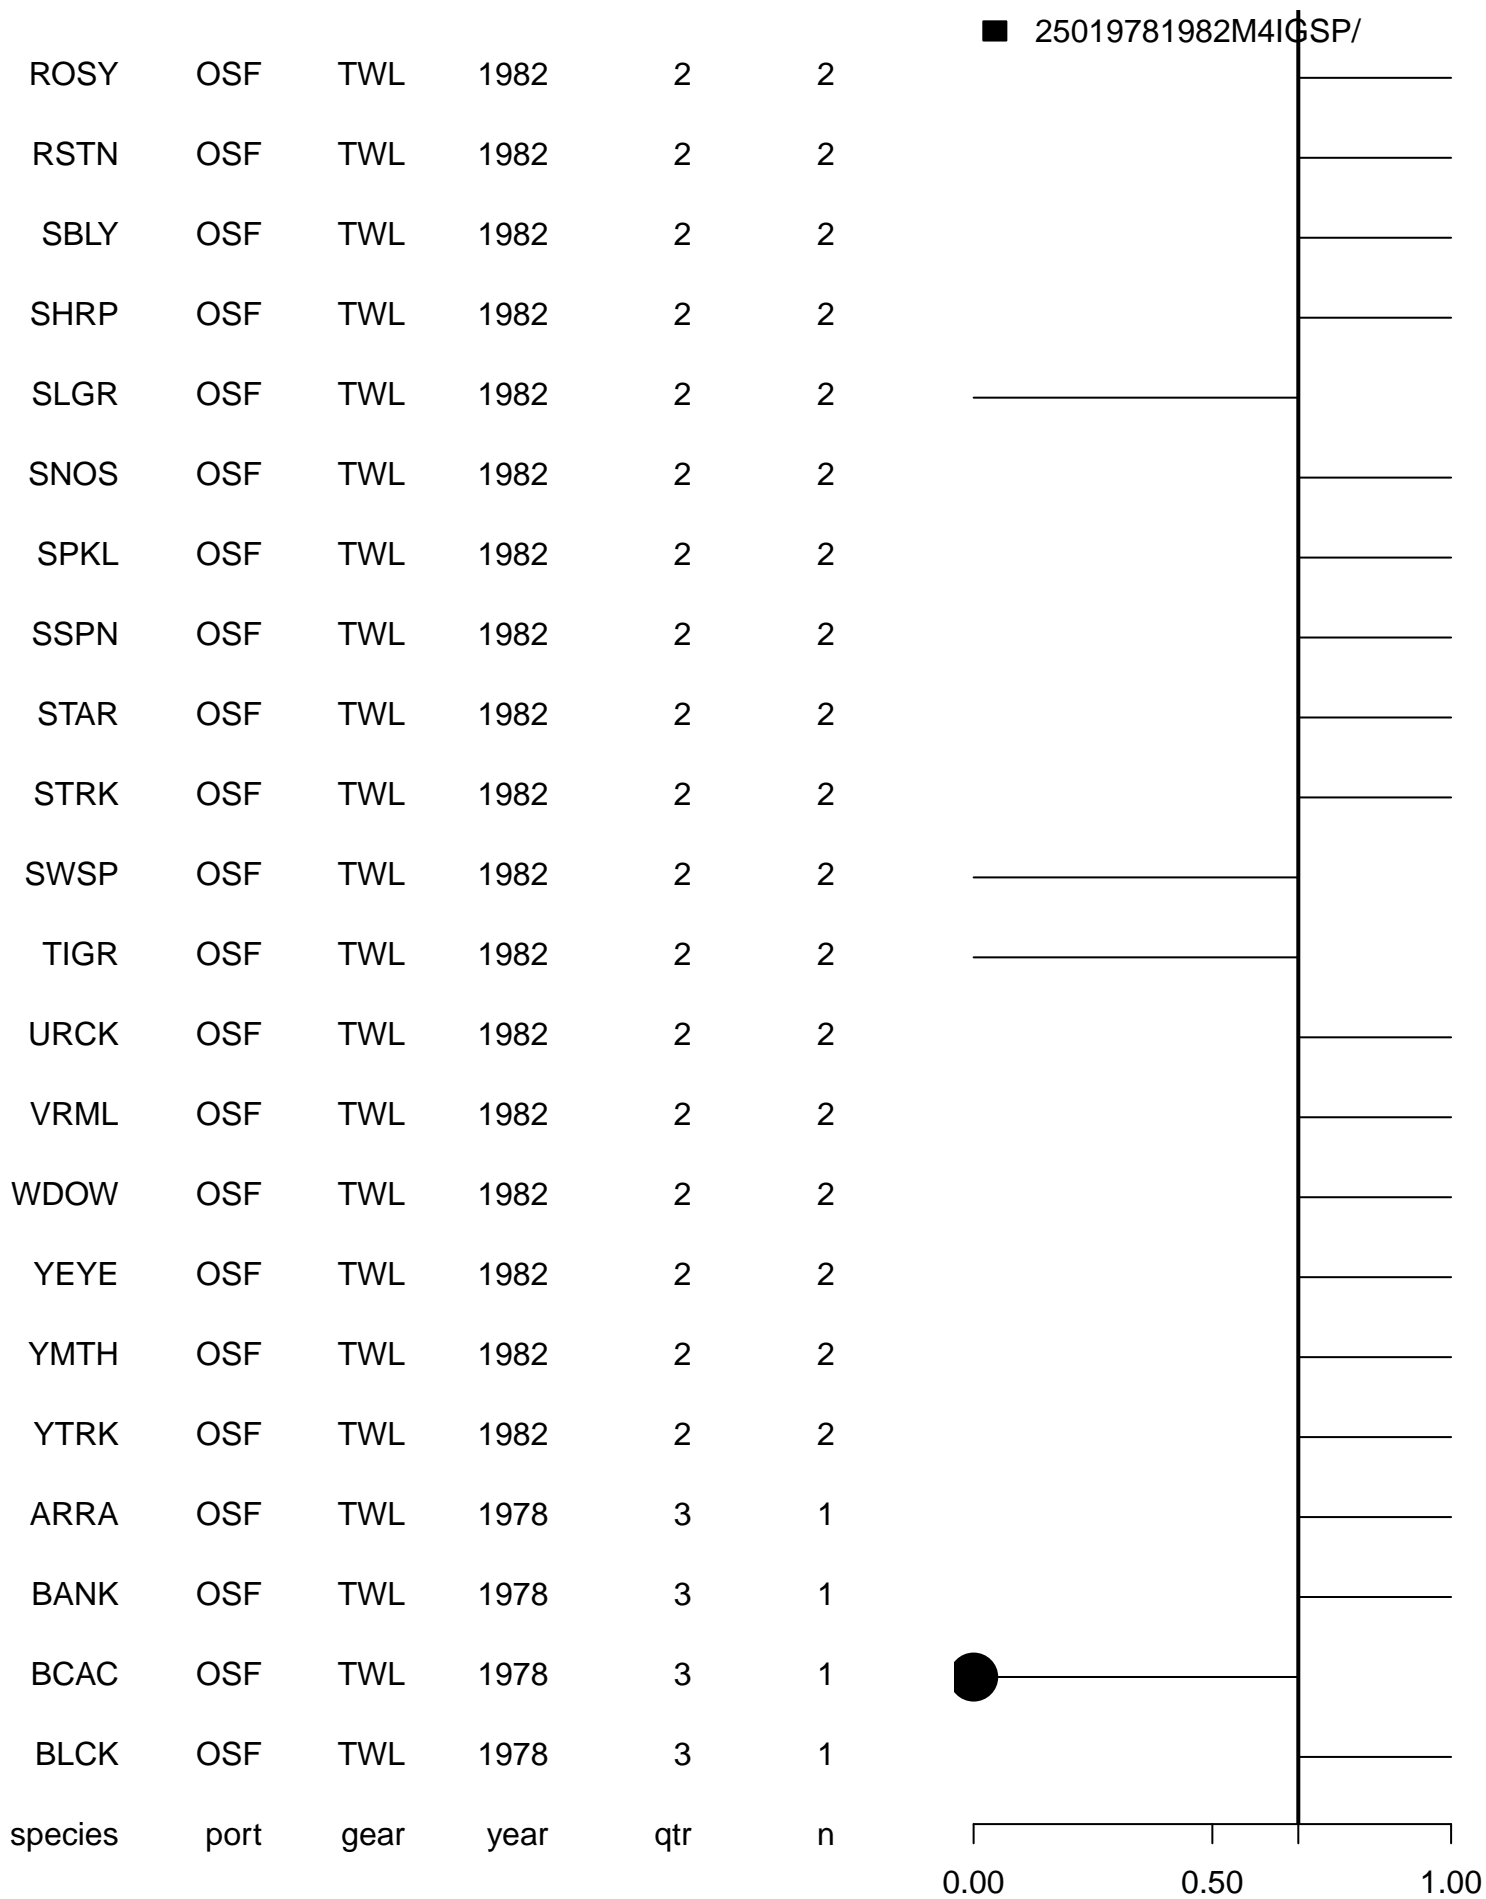 25019781982M4IGSP/
ROSY OSF TWL 1982 2 2
RSTN OSF TWL 1982 2 2
SBLY OSF TWL 1982 2 2
SHRP OSF TWL 1982 2 2
SLGR OSF TWL 1982 2 2
SNOS OSF TWL 1982 2 2
SPKL OSF TWL 1982 2 2
SSPN OSF TWL 1982 2 2
STAR OSF TWL 1982 2 2
STRK OSF TWL 1982 2 2
SWSP OSF TWL 1982 2 2
TIGR OSF TWL 1982 2 2
URCK OSF TWL 1982 2 2
VRML OSF TWL 1982 2 2
WDOW OSF TWL 1982 2 2
YEYE OSF TWL 1982 2 2
YMTH OSF TWL 1982 2 2
YTRK OSF TWL 1982 2 2
ARRA OSF TWL 1978 3 1
BANK OSF TWL 1978 3 1
BCAC OSF TWL 1978 3 1
BLCK OSF TWL 1978 3 1
species port gear year qtr n
0.00 0.50 1.00